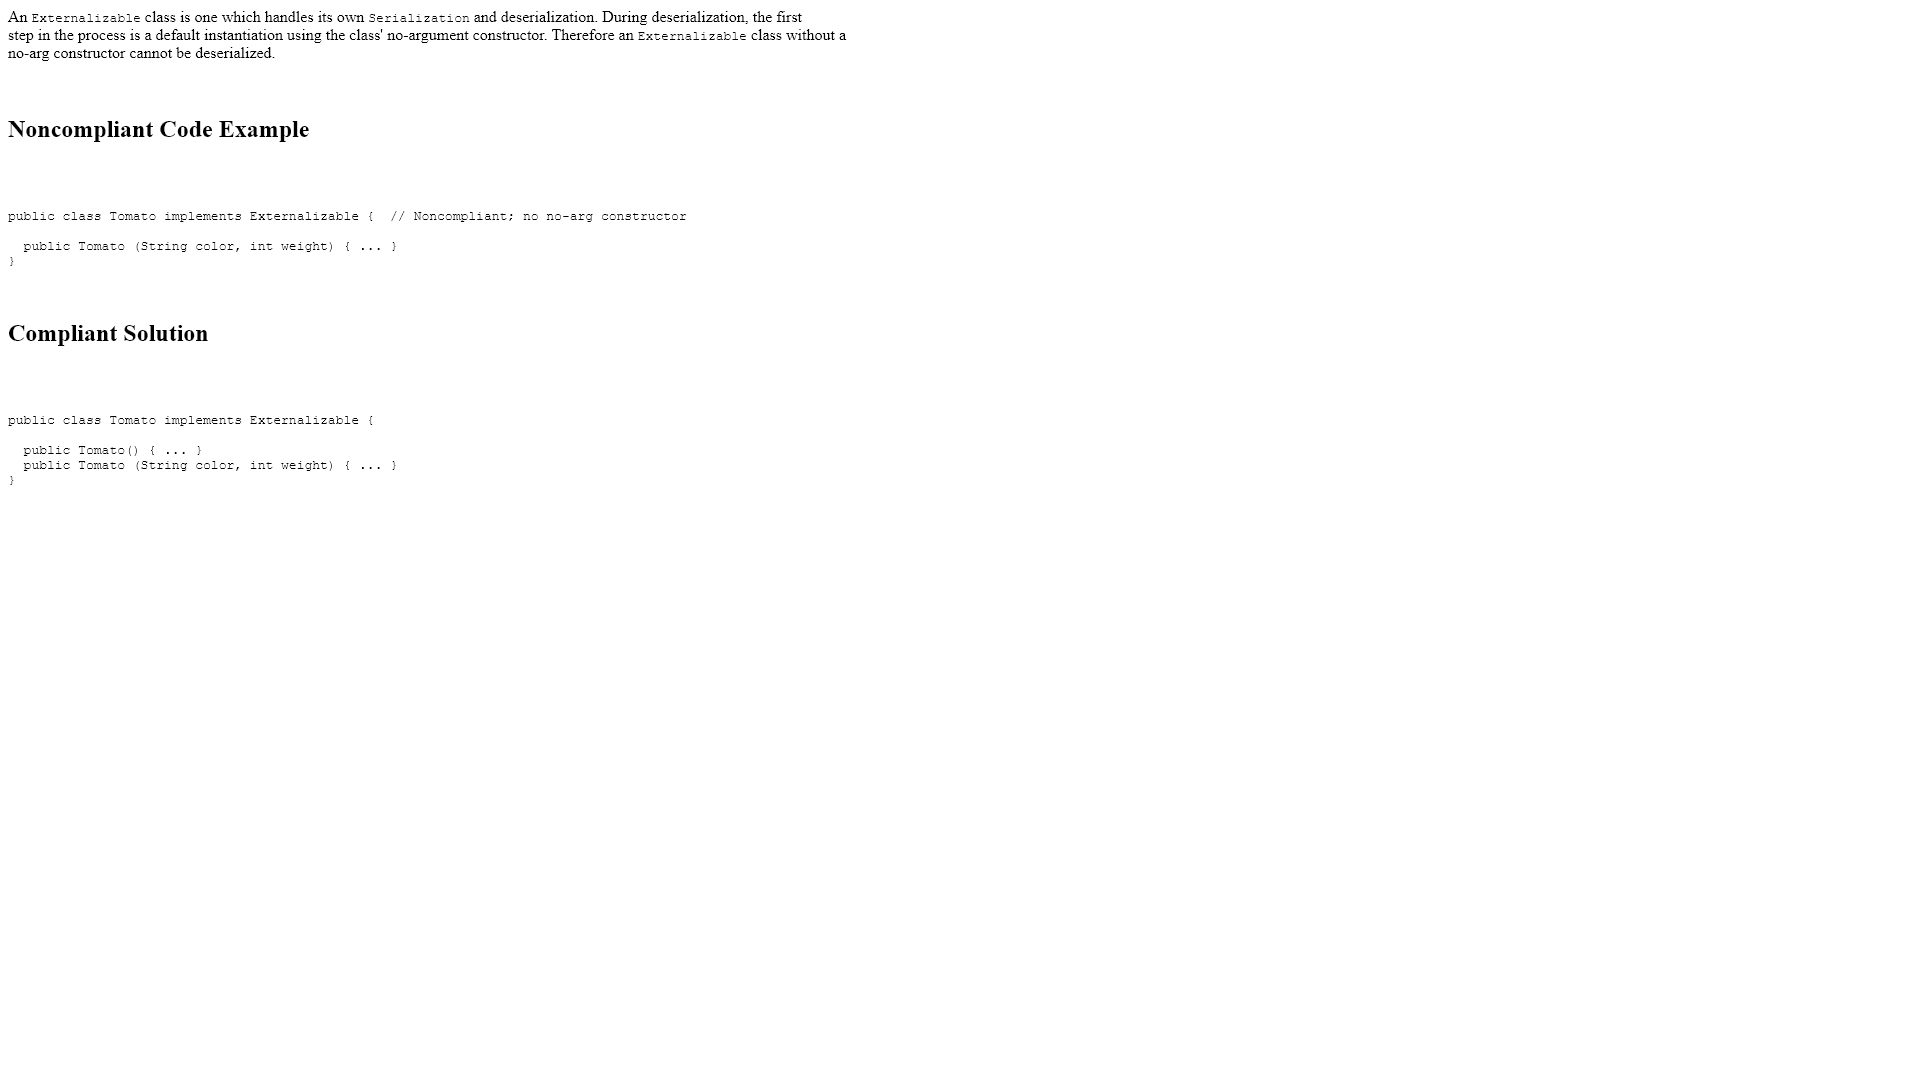 An Externalizable class is one which handles its own Serialization and deserialization. During deserialization, the first
step in the process is a default instantiation using the class' no-argument constructor. Therefore an Externalizable class without a
no-arg constructor cannot be deserialized.
Noncompliant Code Example
public class Tomato implements Externalizable {  // Noncompliant; no no-arg constructor
  public Tomato (String color, int weight) { ... }
}
Compliant Solution
public class Tomato implements Externalizable {
  public Tomato() { ... }
  public Tomato (String color, int weight) { ... }
}